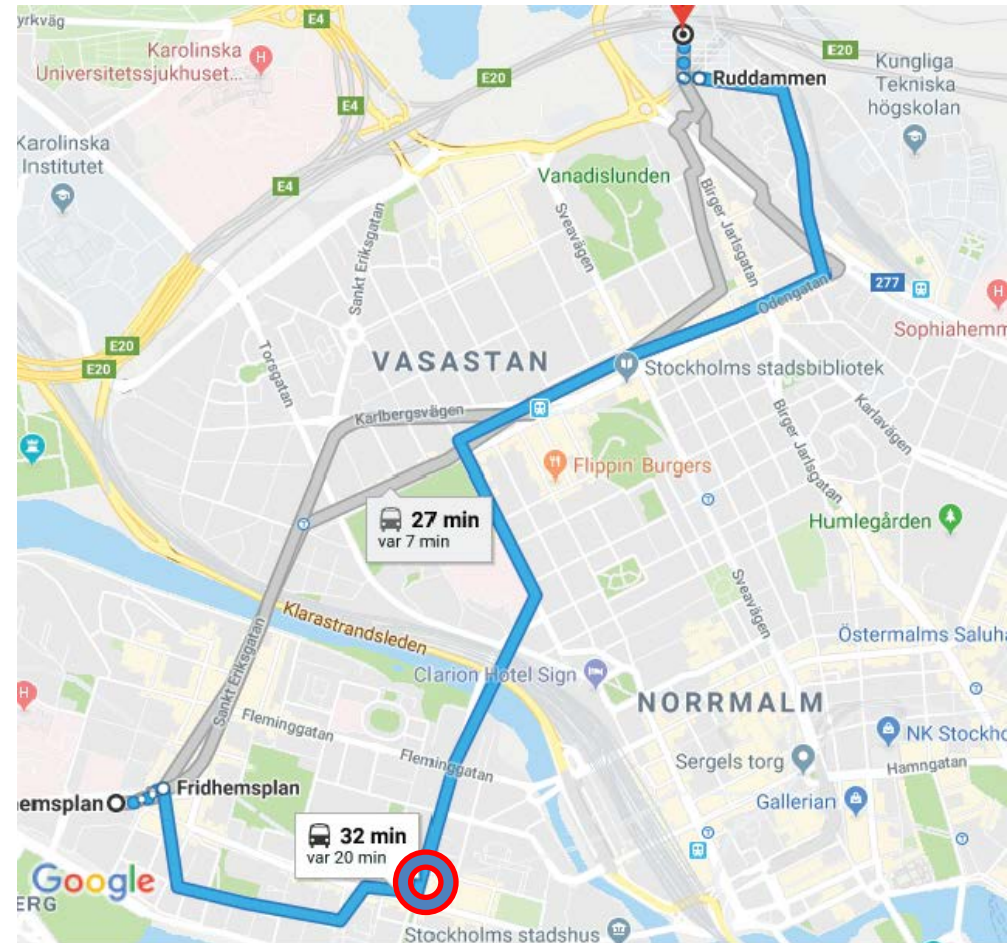 yrkväg
E4
Karolinska
Universitetssjukhuset...
H
E20
E20
Kungliga
Tekniska
högskolan
Ruddammen
E4
Karolinska
Institutet
E4
Vanadislunden
Birger Jarlsgatan
Sveavägen
Sankt Eriksgatan
277
H
Odengatan
Sophiahemm
E20
E20
Torsgatan
VASASTAN
Stockholms stadsbibliotek
Karlbergsvägen
Karlavägen
Birger Jarlsgatan
Flippin' Burgers
27 min
var 7 min
Humlegården
Sveavägen
Klarastrandsleden
Östermalms Saluh
Clarion Hotel Sign
H
Sankt Eriksgatan
NORRMALM
Fleminggatan
NK Stockho
Fleminggatan
Sergels torg
Hamngatan
emsplan
Fridhemsplan
Gallerian
32 min
var 20 min
Google
ERG
Stockholms stadshus